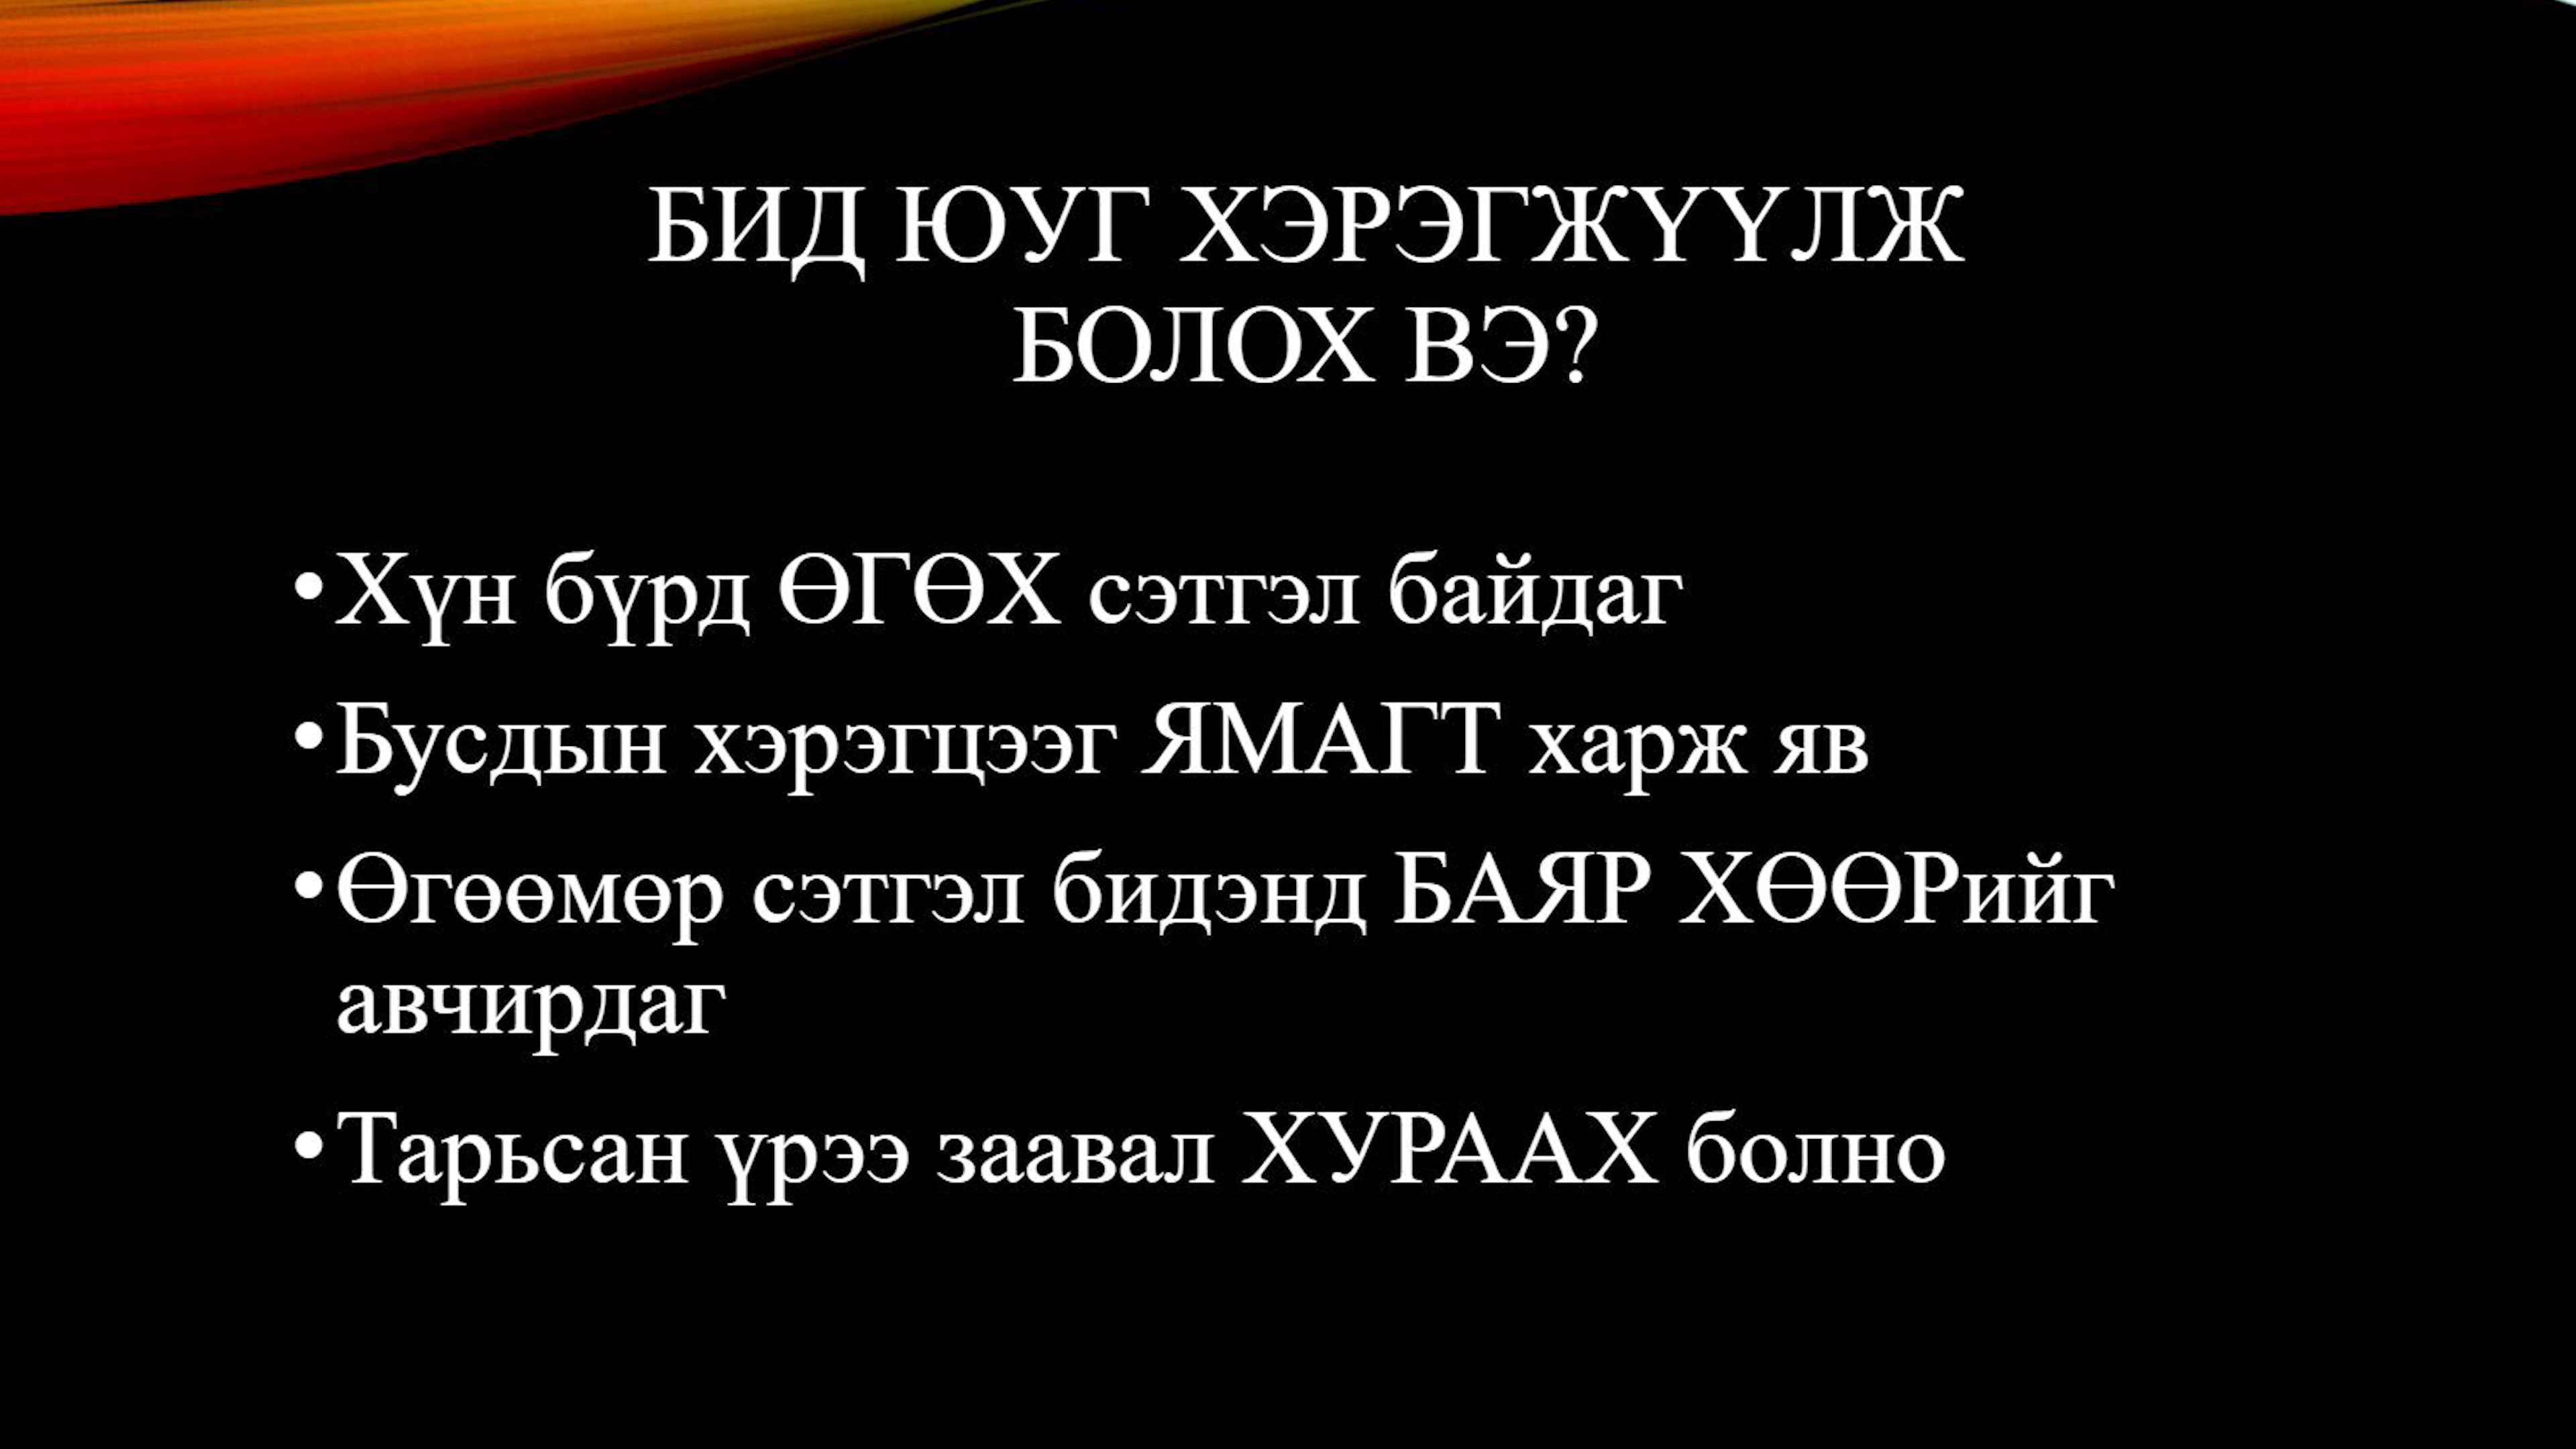 БИД ЮУГ ХЭРЭГЖҮҮЛЖ
БОЛОХ ВЭ?
•Хүн бүрд ӨГӨХ сэтгэл байдаг
•Бусдын хэрэгцээг ЯМАГТ харж яв
•Өгөөмөр сэтгэл бидэнд БАЯР ХӨӨРийг
авчирдаг
•Тарьсан үрээ заавал ХУРААХ болно